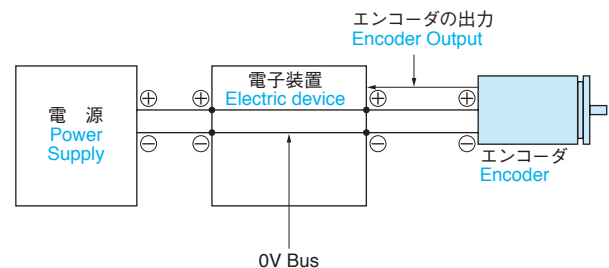 エンコーダの出力
Encoder Output
電 源
Power
Supply
⊕ ⊕
⊖ ⊖
電子装置
Electric device
⊕ ⊕
⊖ ⊖
エンコーダ
Encoder
0V Bus